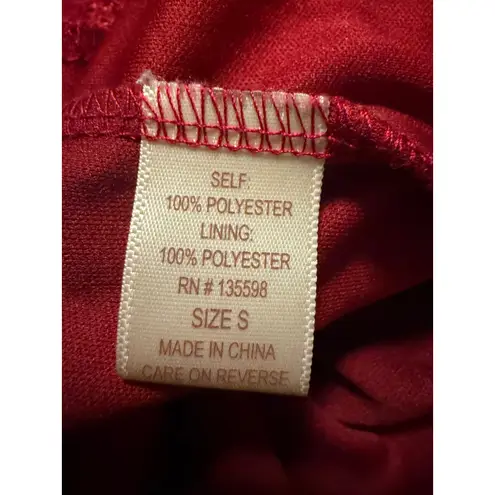 SELF:
100% POLYESTER
LINING:
100% POLYESTER
RN # 135598
SIZE S
MADE IN CHINA
CARE ON REVERSE